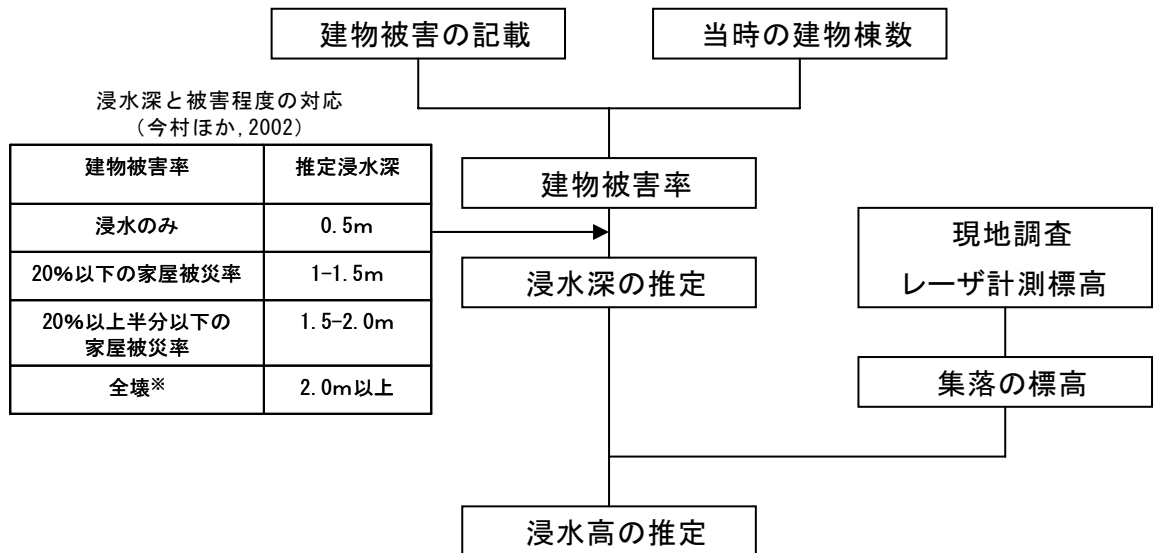 建物被害の記載
当時の建物棟数
浸水深と被害程度の対応
（今村ほか,2002）
建物被害率
推定浸水深
浸水のみ
0.5m
20%以下の家屋被災率
1-1.5m
20%以上半分以下の
家屋被災率
1.5-2.0m
全壊※
2.0m以上
建物被害率
浸水深の推定
現地調査
レーザ計測標高
集落の標高
浸水高の推定